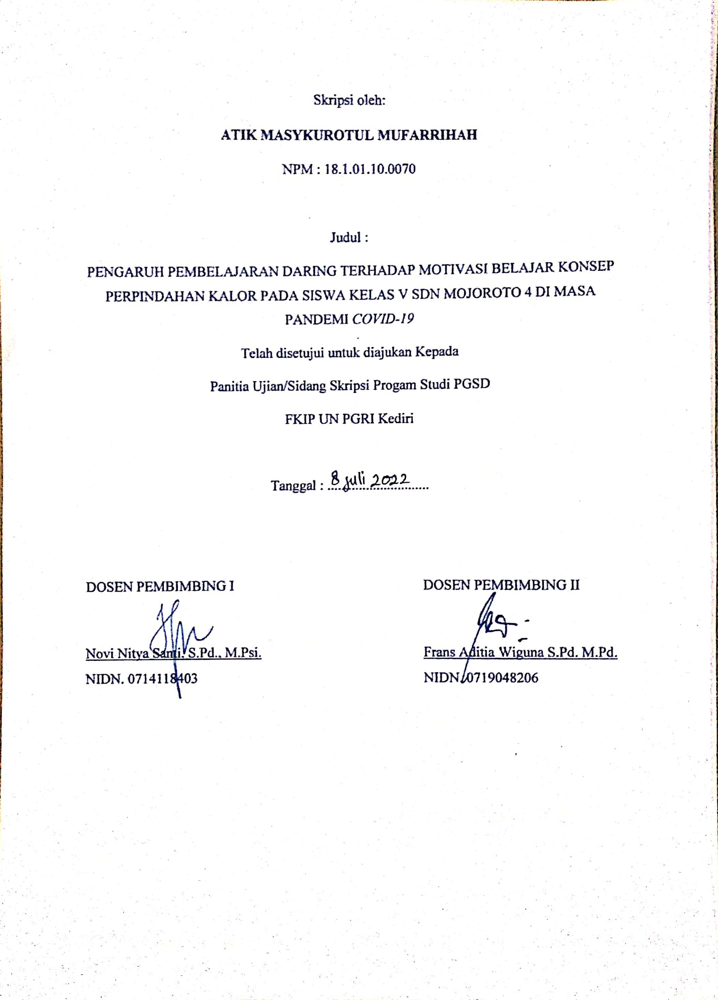 Skripsi oleh:
ATIK MASYKUROTUL MUFARRIHAH
NPM : 18.1.01.10.0070
Judul :
PENGARUH PEMBELAJARAN DARING TERHADAP MOTIVASI BELAJAR KONSEP
PERPINDAHAN KALOR PADA SISWA KELAS V SDN MOJOROTO 4 DI MASA
PANDEMI COVID-19
Telah disetujui untuk diajukan Kepada
Panitia Ujian/Sidang Skripsi Progam Studi PGSD
FKIP UN PGRI Kediri
Tanggal : 8 Juli 2022
DOSEN PEMBIMBING I DOSEN PEMBIMBING II
Novi Nitya Santi. S.Pd., M.Psi. Frans Aditia Wiguna S.Pd. M.Pd.
NIDN. 0714118403 NIDN. 0719048206